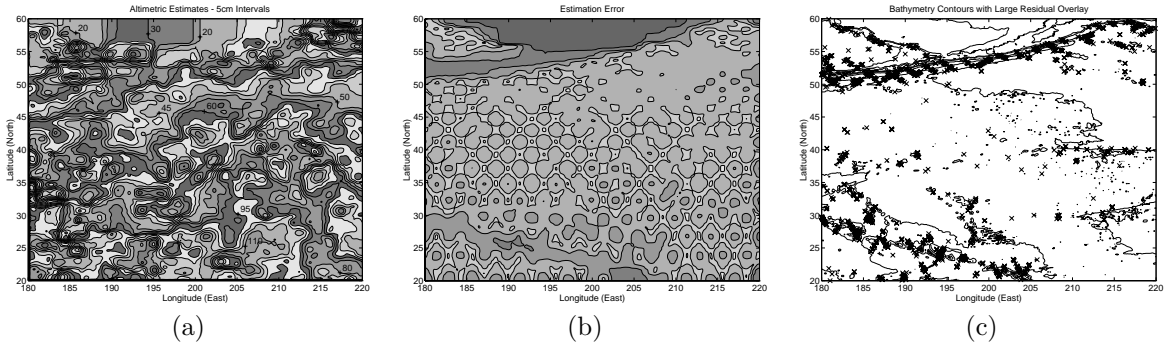 Altimetric Estimates - 5cm Intervals
60
55
50
45
40
35
30
25
20
180 185 190 195 200 205 210 215 220
Latitude (North)
Longitude (East)
20
30
20
50
45
60
95
110
80
(a)
Estimation Error
60
55
50
45
40
35
30
25
20
180 185 190 195 200 205 210 215 220
Latitude (North)
Longitude (East)
(b)
Bathymetry Contours with Large Residual Overlay
60
55
50
45
40
35
30
25
20
180 185 190 195 200 205 210 215 220
Latitude (North)
Longitude (East)
(c)